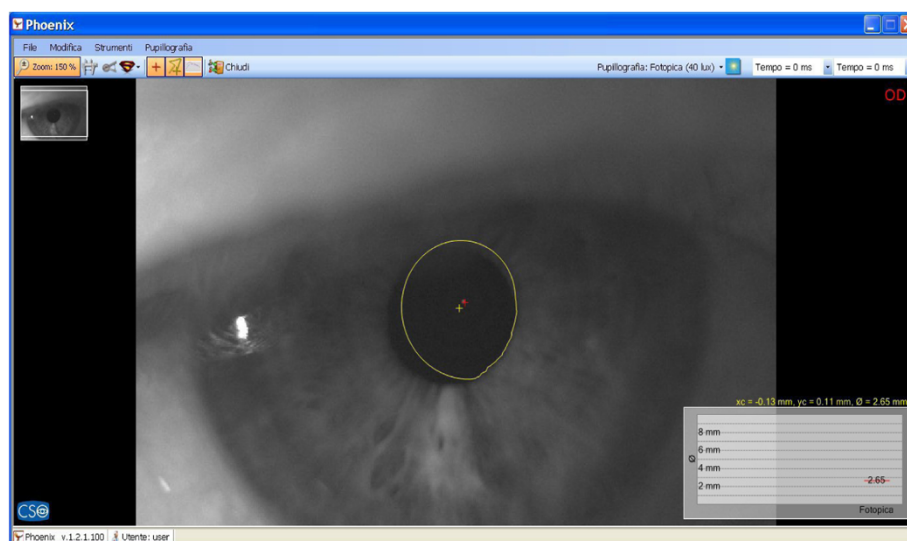 Phoenix
File Modifica Strumenti Pupillografia
Zoom: 150 % Chiudi Pupillografia: Fotopica (40 lux) Tempo = 0 ms Tempo = 0 ms
OD
xc = -0.13 mm, yc = 0.11 mm, Ø = 2.65 mm
8 mm
6 mm
Ø
4 mm
2 mm
2.65
Fotopica
CSO
Phoenix v.1.2.1.100 Utente: user